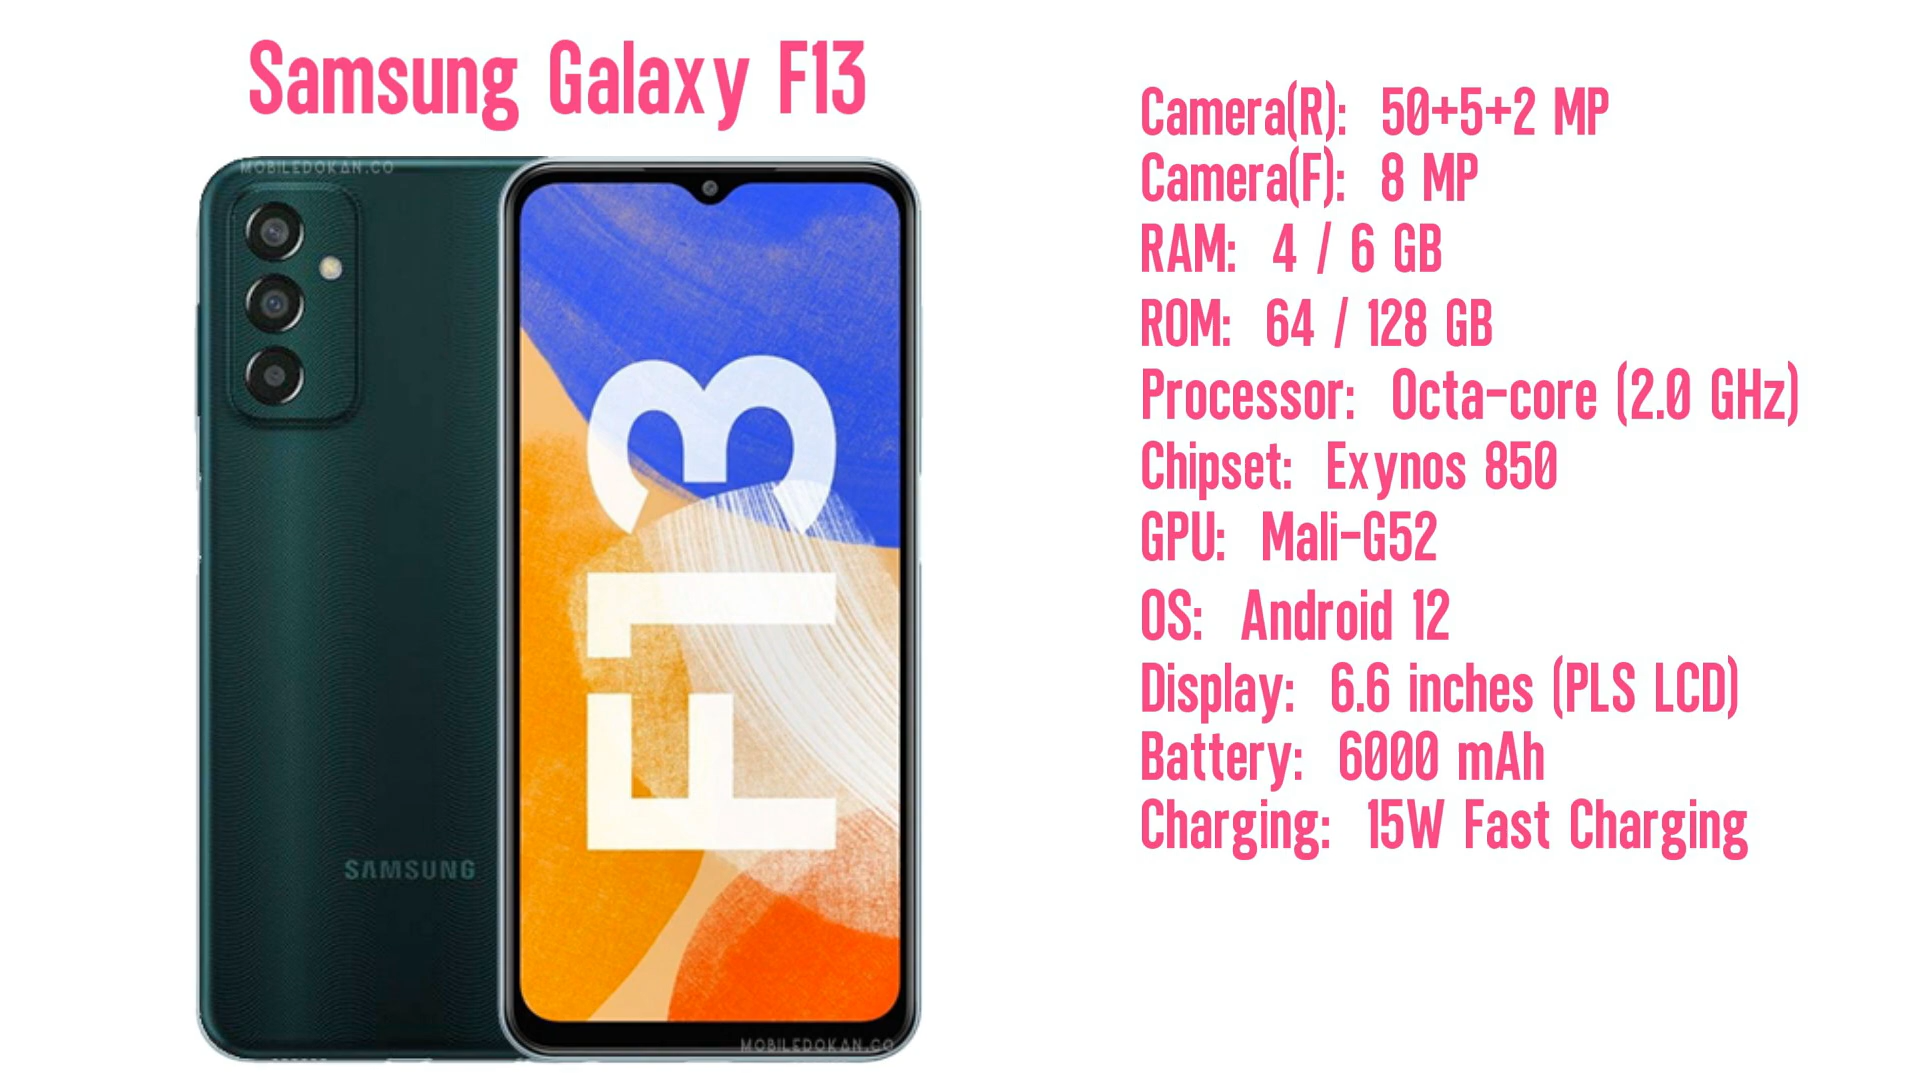 Samsung Galaxy F13
MOBILEDOKAN.CO
F13
SAMSUNG
MOBILEDOKAN.CO
Camera(R): 50+5+2 MP
Camera(F): 8 MP
RAM: 4 / 6 GB
ROM: 64 / 128 GB
Processor: Octa-core (2.0 GHz)
Chipset: Exynos 850
GPU: Mali-G52
OS: Android 12
Display: 6.6 inches (PLS LCD)
Battery: 6000 mAh
Charging: 15W Fast Charging